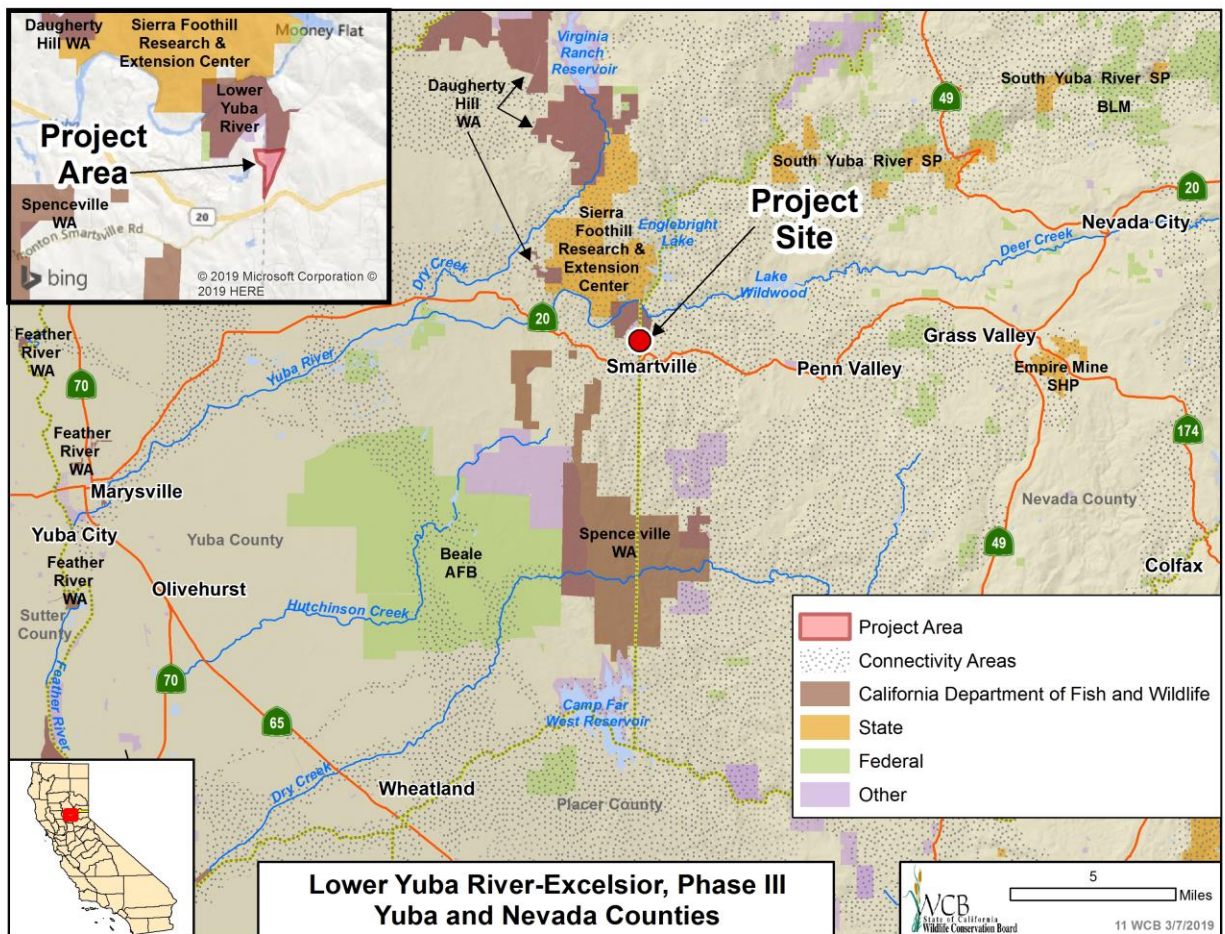 Daugherty
Hill WA
Sierra Foothill
Research &
Extension Center
Mooney Flat
Lower
Yuba
River
Project
Area
Spenceville
WA
20
monton Smartsville Rd
bing
© 2019 Microsoft Corporation ©
2019 HERE
Virginia
Ranch
Reservoir
Daugherty
Hill
WA
49
South Yuba River SP
BLM
South Yuba River SP
20
Project
Site
Nevada City
Sierra
Foothill
Research &
Extension
Center
Englebright
Lake
Deer Creek
Lake
Wildwood
Dry Creek
20
Feather
River
WA
70
Yuba River
Smartville
Penn Valley
Grass Valley
Empire Mine
SHP
174
Feather
River
WA
Marysville
Yuba City
Yuba County
Nevada County
Beale
AFB
Spenceville
WA
49
Colfax
Feather
River
WA
Olivehurst
Sutter
County
Hutchinson Creek
70
Feather River
65
Camp Far
West Reservoir
Dry Creek
Wheatland
Placer County
Project Area
Connectivity Areas
California Department of Fish and Wildlife
State
Federal
Other
Lower Yuba River-Excelsior, Phase III
Yuba and Nevada Counties
5
Miles
WCB
State of California
Wildlife Conservation Board
11 WCB 3/7/2019